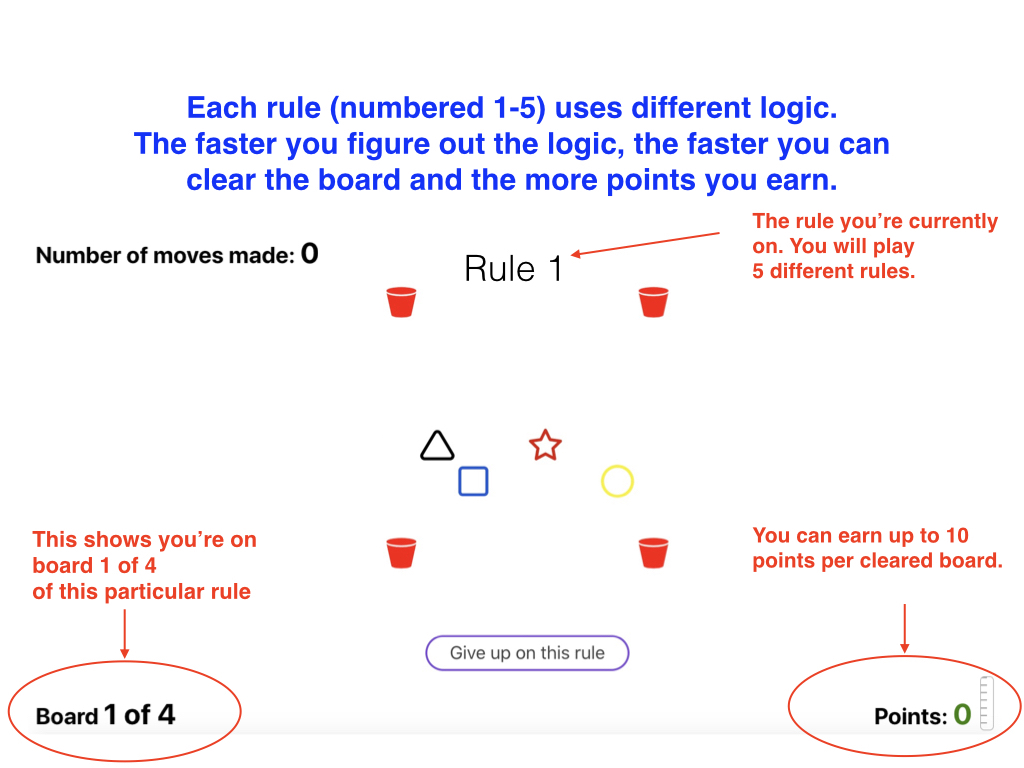 Each rule (numbered 1-5) uses different logic.
The faster you figure out the logic, the faster you can
clear the board and the more points you earn.
Number of moves made: 0
Rule 1
The rule you’re currently
on. You will play
5 different rules.
This shows you’re on
board 1 of 4
of this particular rule
You can earn up to 10
points per cleared board.
Give up on this rule
Board 1 of 4
Points: 0